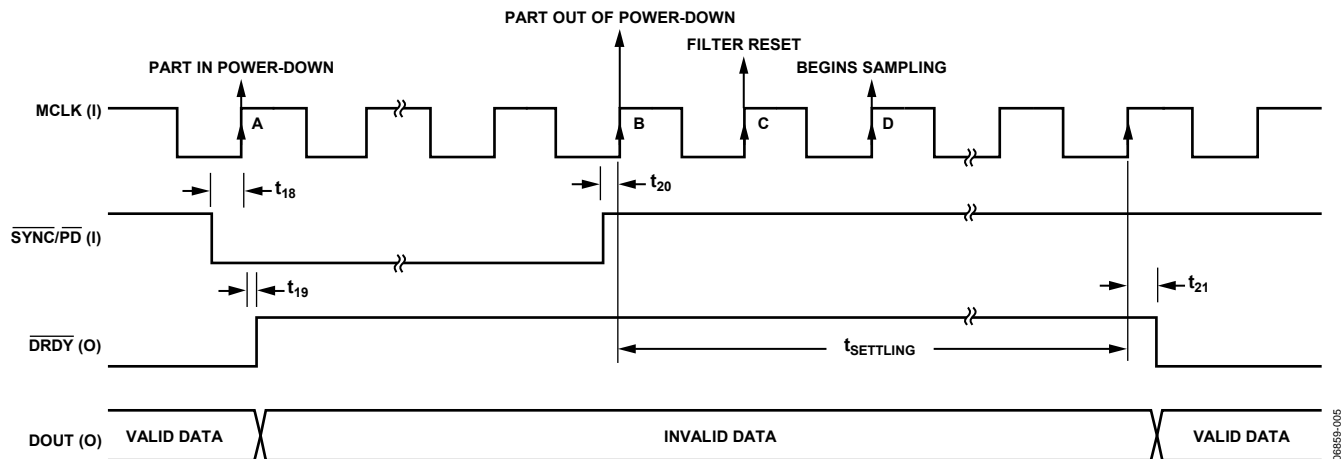 PART OUT OF POWER-DOWN
FILTER RESET
PART IN POWER-DOWN
BEGINS SAMPLING
MCLK (I)
A
B
C
D
t18
t20
SYNC/PD (I)
t19
t21
DRDY (O)
tSETTLING
DOUT (O)
VALID DATA
INVALID DATA
VALID DATA
06859-005